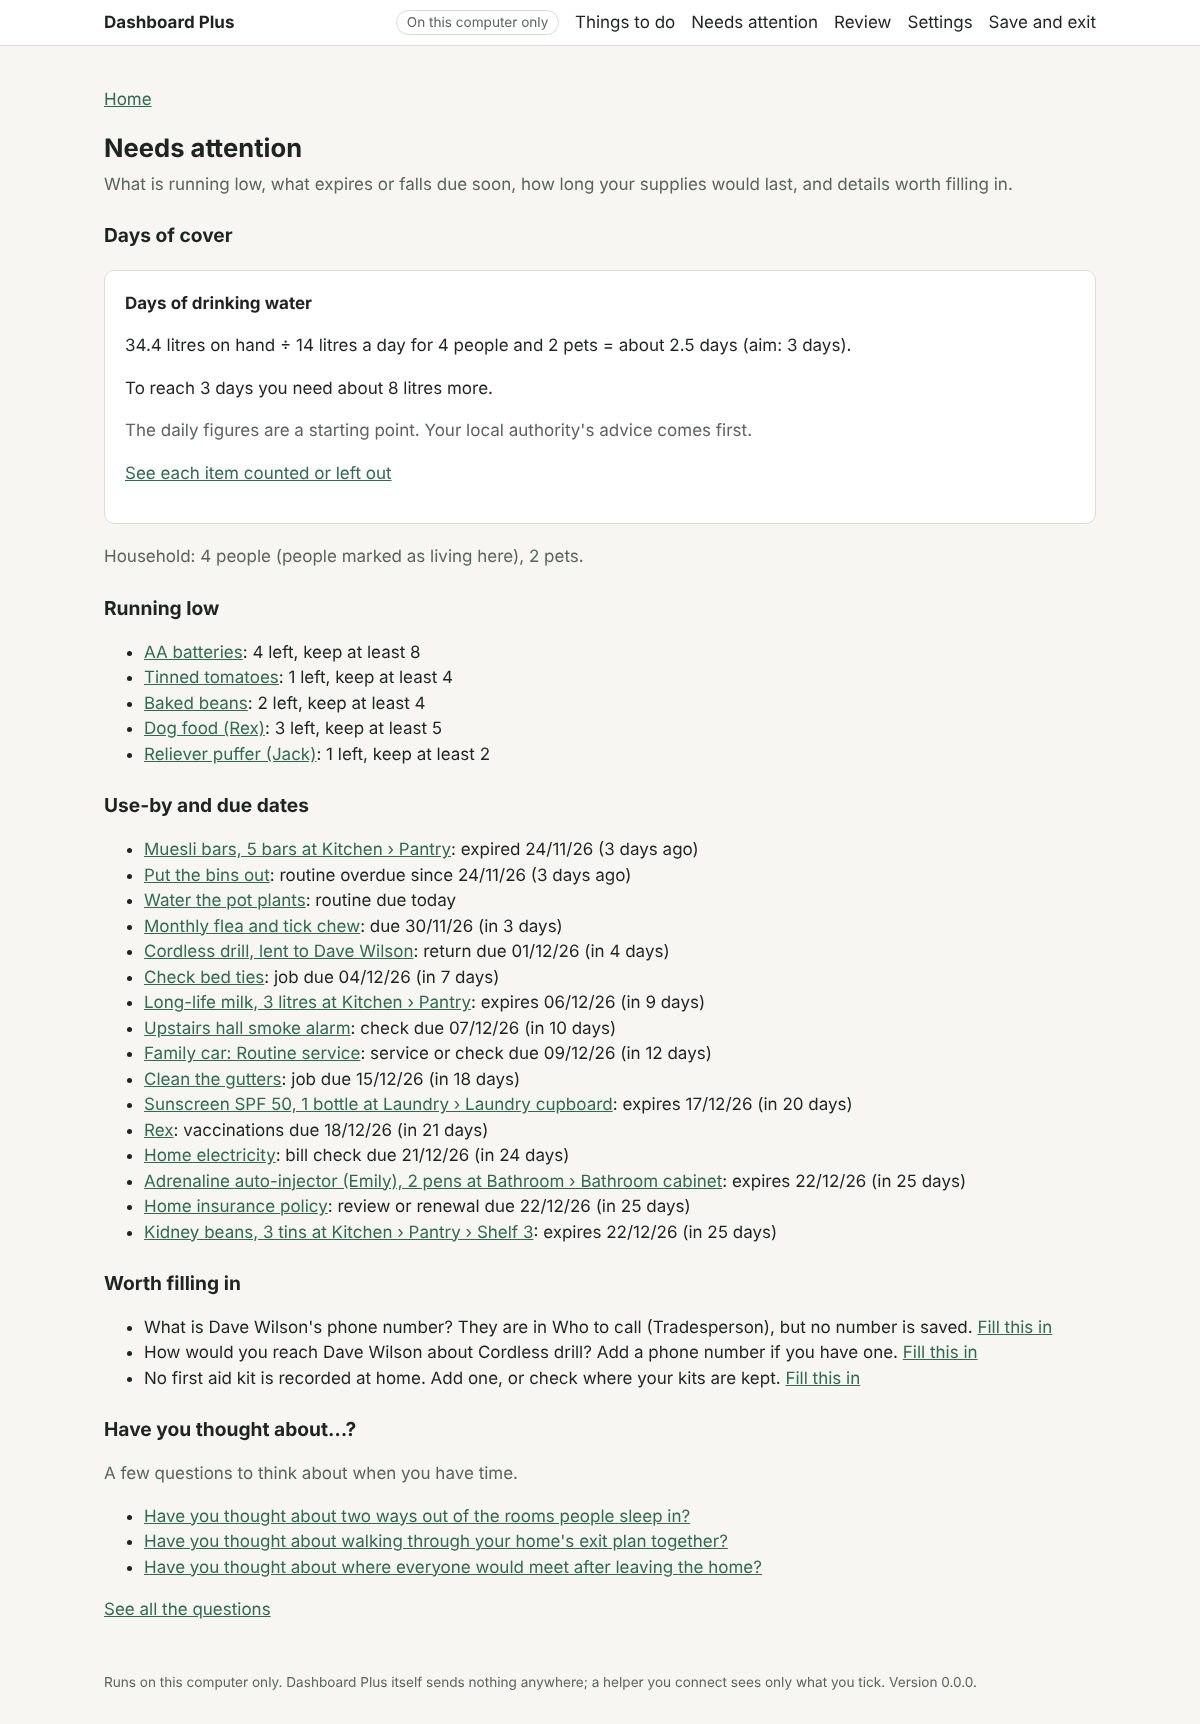 Dashboard Plus
On this computer only
Things to do
Needs attention
Review
Settings
Save and exit
Home
Needs attention
What is running low, what expires or falls due soon, how long your supplies would last, and details worth filling in.
Days of cover
Days of drinking water
34.4 litres on hand ÷ 14 litres a day for 4 people and 2 pets = about 2.5 days (aim: 3 days).
To reach 3 days you need about 8 litres more.
The daily figures are a starting point. Your local authority's advice comes first.
See each item counted or left out
Household: 4 people (people marked as living here), 2 pets.
Running low
AA batteries: 4 left, keep at least 8
Tinned tomatoes: 1 left, keep at least 4
Baked beans: 2 left, keep at least 4
Dog food (Rex): 3 left, keep at least 5
Reliever puffer (Jack): 1 left, keep at least 2
Use-by and due dates
Muesli bars, 5 bars at Kitchen › Pantry: expired 24/11/26 (3 days ago)
Put the bins out: routine overdue since 24/11/26 (3 days ago)
Water the pot plants: routine due today
Monthly flea and tick chew: due 30/11/26 (in 3 days)
Cordless drill, lent to Dave Wilson: return due 01/12/26 (in 4 days)
Check bed ties: job due 04/12/26 (in 7 days)
Long-life milk, 3 litres at Kitchen › Pantry: expires 06/12/26 (in 9 days)
Upstairs hall smoke alarm: check due 07/12/26 (in 10 days)
Family car: Routine service: service or check due 09/12/26 (in 12 days)
Clean the gutters: job due 15/12/26 (in 18 days)
Sunscreen SPF 50, 1 bottle at Laundry › Laundry cupboard: expires 17/12/26 (in 20 days)
Rex: vaccinations due 18/12/26 (in 21 days)
Home electricity: bill check due 21/12/26 (in 24 days)
Adrenaline auto-injector (Emily), 2 pens at Bathroom › Bathroom cabinet: expires 22/12/26 (in 25 days)
Home insurance policy: review or renewal due 22/12/26 (in 25 days)
Kidney beans, 3 tins at Kitchen › Pantry › Shelf 3: expires 22/12/26 (in 25 days)
Worth filling in
What is Dave Wilson's phone number? They are in Who to call (Tradesperson), but no number is saved. Fill this in
How would you reach Dave Wilson about Cordless drill? Add a phone number if you have one. Fill this in
No first aid kit is recorded at home. Add one, or check where your kits are kept. Fill this in
Have you thought about...?
A few questions to think about when you have time.
Have you thought about two ways out of the rooms people sleep in?
Have you thought about walking through your home's exit plan together?
Have you thought about where everyone would meet after leaving the home?
See all the questions
Runs on this computer only. Dashboard Plus itself sends nothing anywhere; a helper you connect sees only what you tick. Version 0.0.0.